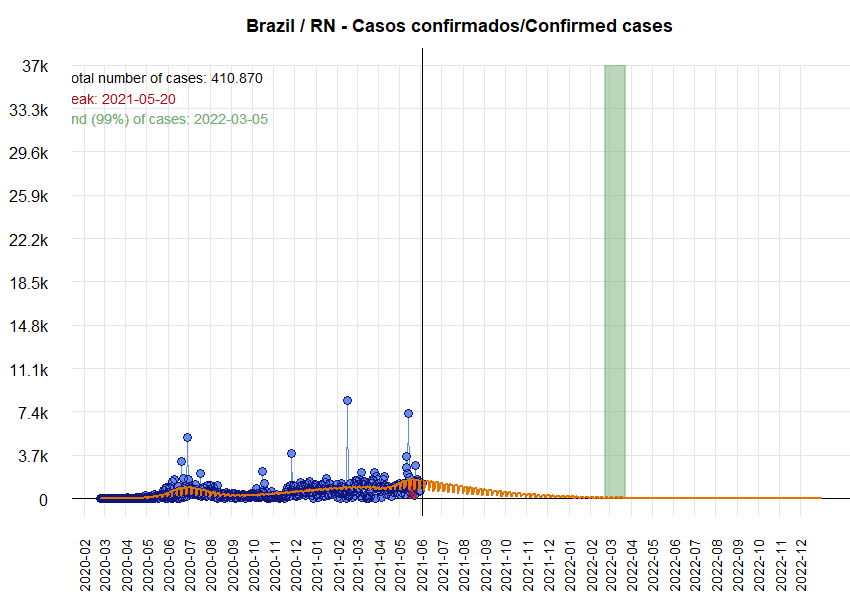 Brazil / RN - Casos confirmados/Confirmed cases
37k
otal number of cases: 410.870
eak: 2021-05-20
33.3k
nd (99%) of cases: 2022-03-05
29.6k
25.9k
22.2k
18.5k
14.8k
11.1k
7.4k
3.7k
0
2020-02
2020-03
2020-04
2020-05
2020-06
2020-07
2020-08
2020-09
2020-10
2020-11
2020-12
2021-01
2021-02
2021-03
2021-04
2021-05
2021-06
2021-07
2021-08
2021-09
2021-10
2021-11
2021-12
2022-01
2022-02
2022-03
2022-04
2022-05
2022-06
2022-07
2022-08
2022-09
2022-10
2022-11
2022-12